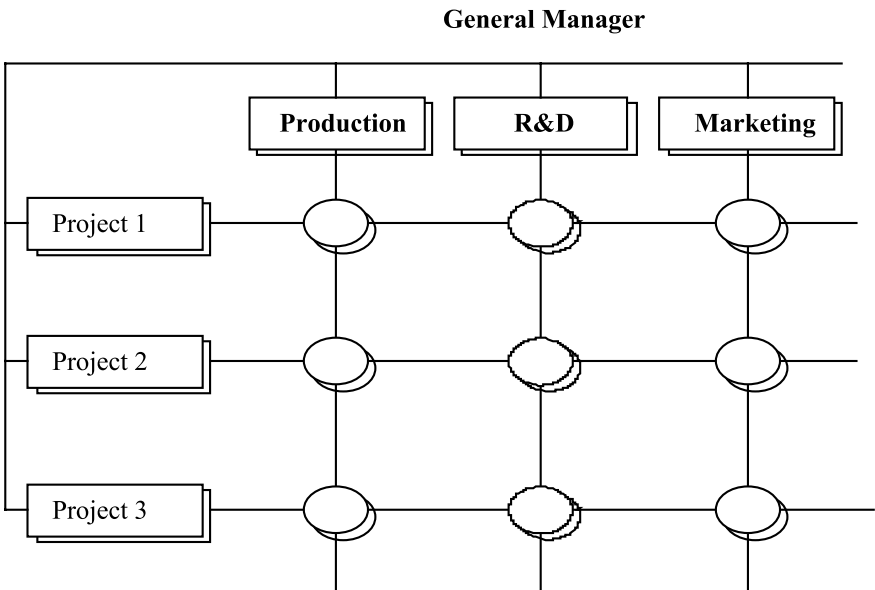 General Manager
Production
R&D
Marketing
Project 1
Project 2
Project 3